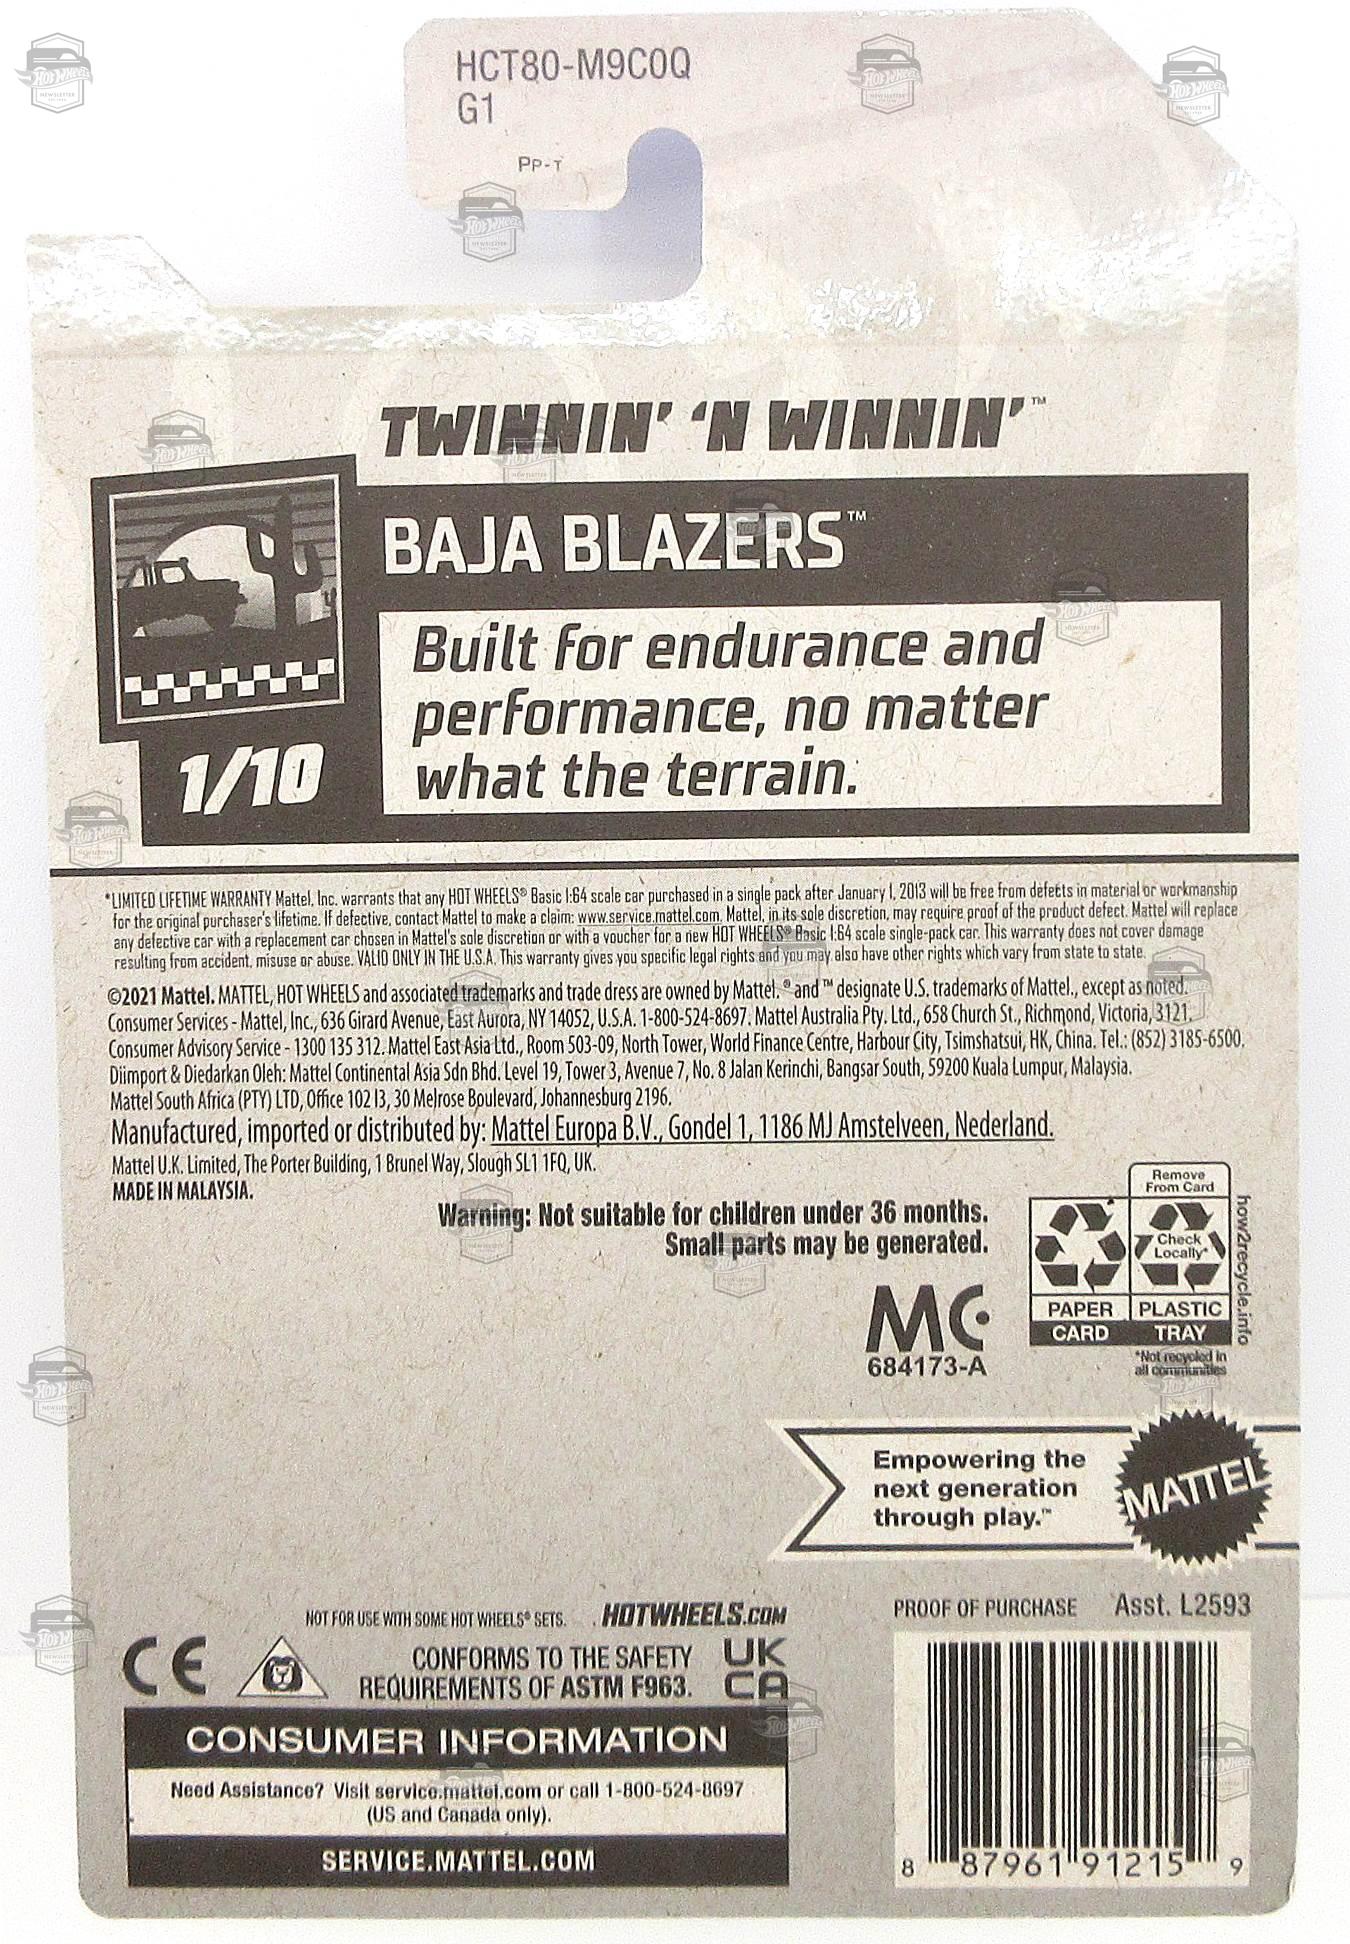 HCT80-M9C0Q
G1
PP-T
TWINNIN' 'N WINNIN'™
BAJA BLAZERS™
Built for endurance and
performance, no matter
what the terrain.
1/10
*LIMITED LIFETIME WARRANTY Mattel, Inc. warrants that any HOT WHEELS® Basic 1:64 scale car purchased in a single pack after January 1, 2013 will be free from defects in material or workmanship
for the original purchaser's lifetime. If defective, contact Mattel to make a claim: www.service.mattel.com. Mattel, in its sole discretion, may require proof of the product defect. Mattel will replace
any defective car with a replacement car chosen in Mattel's sole discretion or with a voucher for a new HOT WHEELS® Basic 1:64 scale single-pack car. This warranty does not cover damage
resulting from accident, misuse or abuse. VALID ONLY IN THE U.S.A. This warranty gives you specific legal rights and you may also have other rights which vary from state to state.
©2021 Mattel. MATTEL, HOT WHEELS and associated trademarks and trade dress are owned by Mattel. ® and ™ designate U.S. trademarks of Mattel., except as noted.
Consumer Services - Mattel, Inc., 636 Girard Avenue, East Aurora, NY 14052, U.S.A. 1-800-524-8697. Mattel Australia Pty. Ltd., 658 Church St., Richmond, Victoria, 3121.
Consumer Advisory Service - 1300 135 312. Mattel East Asia Ltd., Room 503-09, North Tower, World Finance Centre, Harbour City, Tsimshatsui, HK, China. Tel.: (852) 3185-6500.
Diimport & Diedarkan Oleh: Mattel Continental Asia Sdn Bhd. Level 19, Tower 3, Avenue 7, No. 8 Jalan Kerinchi, Bangsar South, 59200 Kuala Lumpur, Malaysia.
Mattel South Africa (PTY) LTD, Office 102 I3, 30 Melrose Boulevard, Johannesburg 2196.
Manufactured, imported or distributed by: Mattel Europa B.V., Gondel 1, 1186 MJ Amstelveen, Nederland.
Mattel U.K. Limited, The Porter Building, 1 Brunel Way, Slough SL1 1FQ, UK.
MADE IN MALAYSIA.
Warning: Not suitable for children under 36 months.
Small parts may be generated.
MC
684173-A
Remove
From Card
Check
Locally*
PAPER PLASTIC
CARD TRAY
*Not recycled in
all communities
how2recycle.info
Empowering the
next generation
through play.™
MATTEL
NOT FOR USE WITH SOME HOT WHEELS® SETS. HOTWHEELS.COM
CE
CONFORMS TO THE SAFETY
REQUIREMENTS OF ASTM F963.
UK
CA
CONSUMER INFORMATION
Need Assistance? Visit service.mattel.com or call 1-800-524-8697
(US and Canada only).
SERVICE.MATTEL.COM
PROOF OF PURCHASE Asst. L2593
8 87961 91215 9
HOT WHEELS
NEWSLETTER